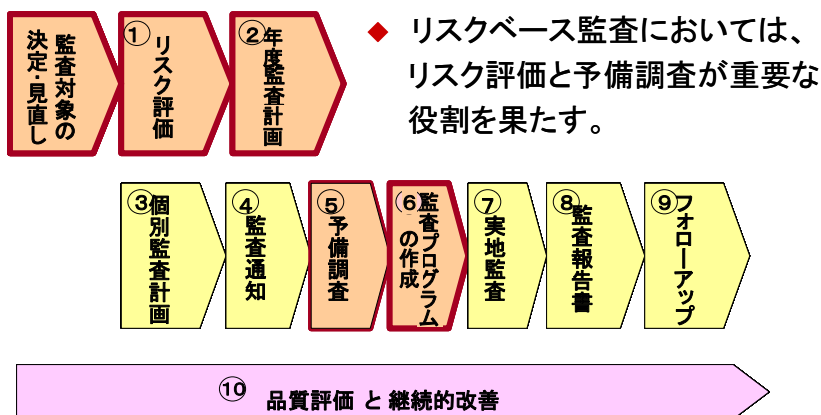 監査対象の
決定・見直し
①リスク評価
②年度監査計画
◆ リスクベース監査においては、
リスク評価と予備調査が重要な
役割を果たす。
③個別監査計画
④監査通知
⑤予備調査
⑥監査プログラム
の作成
⑦実地監査
⑧監査報告書
⑨フォローアップ
⑩ 品質評価 と 継続的改善